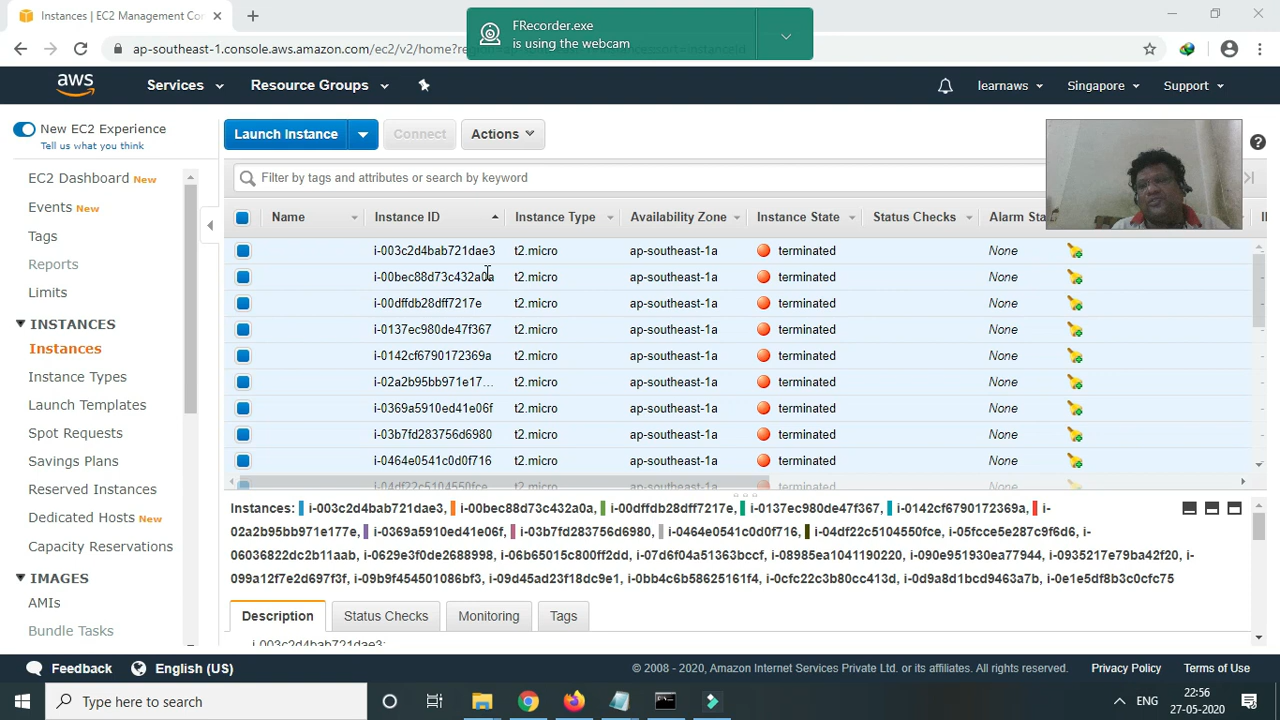 Instances | EC2 Management Co
FRecorder.exe
is using the webcam
ap-southeast-1.console.aws.amazon.com/ec2/v2/home?
aws
Services
Resource Groups
learnaws
Singapore
Support
New EC2 Experience
Tell us what you think
EC2 Dashboard New
Events New
Tags
Reports
Limits
INSTANCES
Instances
Instance Types
Launch Templates
Spot Requests
Savings Plans
Reserved Instances
Dedicated Hosts New
Capacity Reservations
IMAGES
AMIs
Bundle Tasks
Launch Instance Connect Actions
Filter by tags and attributes or search by keyword
Name Instance ID Instance Type Availability Zone Instance State Status Checks Alarm Sta
i-003c2d4bab721dae3 t2.micro ap-southeast-1a terminated None
i-00bec88d73c432a0a t2.micro ap-southeast-1a terminated None
i-00dffdb28dff7217e t2.micro ap-southeast-1a terminated None
i-0137ec980de47f367 t2.micro ap-southeast-1a terminated None
i-0142cf6790172369a t2.micro ap-southeast-1a terminated None
i-02a2b95bb971e17... t2.micro ap-southeast-1a terminated None
i-0369a5910ed41e06f t2.micro ap-southeast-1a terminated None
i-03b7fd283756d6980 t2.micro ap-southeast-1a terminated None
i-0464e0541c0d0f716 t2.micro ap-southeast-1a terminated None
i-04df22c5104550fce t2.micro ap-southeast-1a terminated None
Instances: i-003c2d4bab721dae3, i-00bec88d73c432a0a, i-00dffdb28dff7217e, i-0137ec980de47f367, i-0142cf6790172369a, i-
02a2b95bb971e177e, i-0369a5910ed41e06f, i-03b7fd283756d6980, i-0464e0541c0d0f716, i-04df22c5104550fce, i-05fcce5e287c9f6d6, i-
06036822dc2b11aab, i-0629e3f0de2688998, i-06b65015c800ff2dd, i-07d6f04a51363bccf, i-08985ea1041190220, i-090e951930ea77944, i-0935217e79ba42f20, i-
099a12f7e2d697f3f, i-09b9f454501086bf3, i-09d45ad23f18dc9e1, i-0bb4c6b58625161f4, i-0cfc22c3b80cc413d, i-0d9a8d1bcd9463a7b, i-0e1e5df8b3c0cfc75
Description Status Checks Monitoring Tags
i-003c2d4bab721dae3:
Feedback English (US) © 2008 - 2020, Amazon Internet Services Private Ltd. or its affiliates. All rights reserved. Privacy Policy Terms of Use
Type here to search
ENG
22:56
27-05-2020